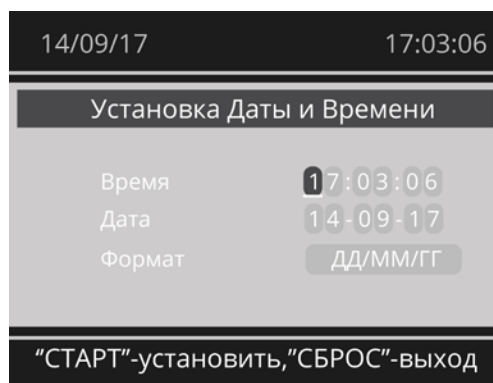 14/09/17 17:03:06
Установка Даты и Времени
Время 17:03:06
Дата 14-09-17
Формат ДД/ММ/ГГ
"СТАРТ"-установить,"СБРОС"-выход